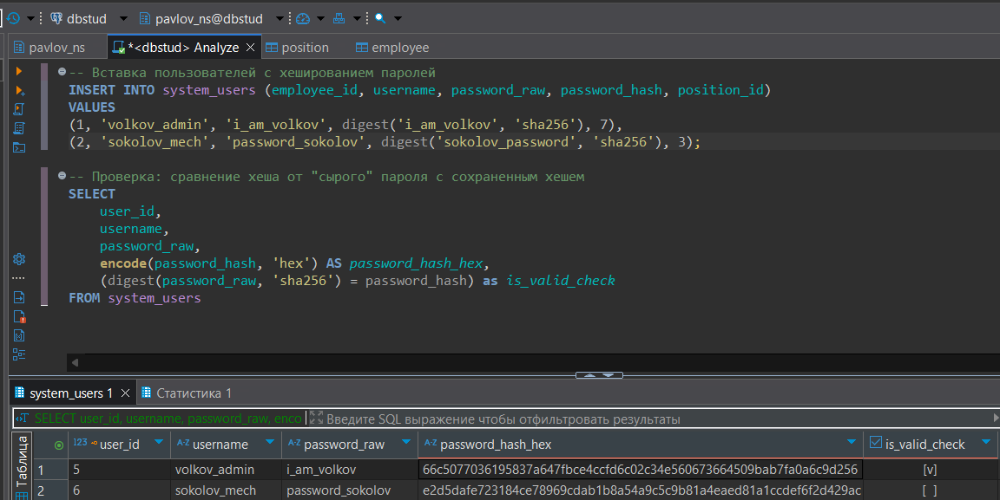 dbstud pavlov_ns@dbstud
pavlov_ns *<dbstud> Analyze position employee
-- Вставка пользователей с хешированием паролей
INSERT INTO system_users (employee_id, username, password_raw, password_hash, position_id)
VALUES
(1, 'volkov_admin', 'i_am_volkov', digest('i_am_volkov', 'sha256'), 7),
(2, 'sokolov_mech', 'password_sokolov', digest('sokolov_password', 'sha256'), 3);
-- Проверка: сравнение хеша от "сырого" пароля с сохраненным хешем
SELECT
user_id,
username,
password_raw,
encode(password_hash, 'hex') AS password_hash_hex,
(digest(password_raw, 'sha256') = password_hash) as is_valid_check
FROM system_users
system_users 1 Статистика 1
SELECT user_id, username, password_raw, enco Введите SQL выражение чтобы отфильтровать результаты
Таблица
123 user_id A-Z username A-Z password_raw A-Z password_hash_hex is_valid_check
1 5 volkov_admin i_am_volkov 66c5077036195837a647fbce4ccfd6c02c34e560673664509bab7fa0a6c9d256 [v]
2 6 sokolov_mech password_sokolov e2d5dafe723184ce78969cdab1b8a54a9c5c9b81a4eaed81a1ccdef6f2d429ac [ ]